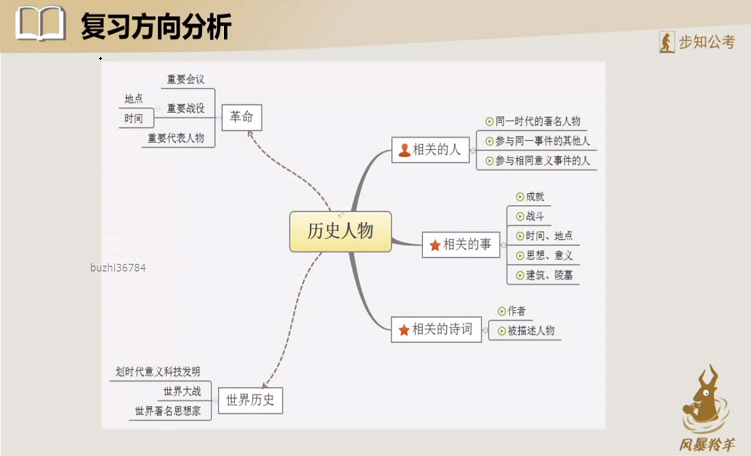 复习方向分析
步知公考
重要会议
地点
重要战役
时间
重要代表人物
革命
相关的人
同一时代的著名人物
参与同一事件的其他人
参与相同意义事件的人
历史人物
相关的事
成就
战斗
时间、地点
思想、意义
建筑、陵墓
buzhi36784
相关的诗词
作者
被描述人物
划时代意义科技发明
世界大战
世界著名思想家
世界历史
风暴羚羊